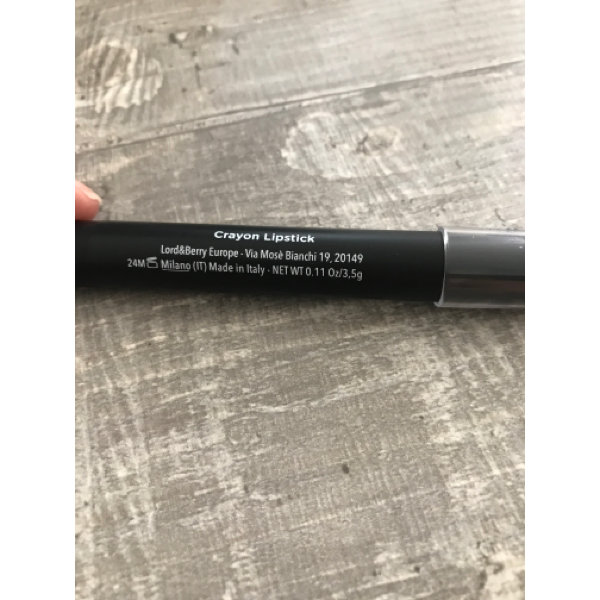 Crayon Lipstick
Lord&Berry Europe - Via Mosè Bianchi 19, 20149
24M Milano (IT) Made in Italy - NET WT 0.11 Oz/3,5g